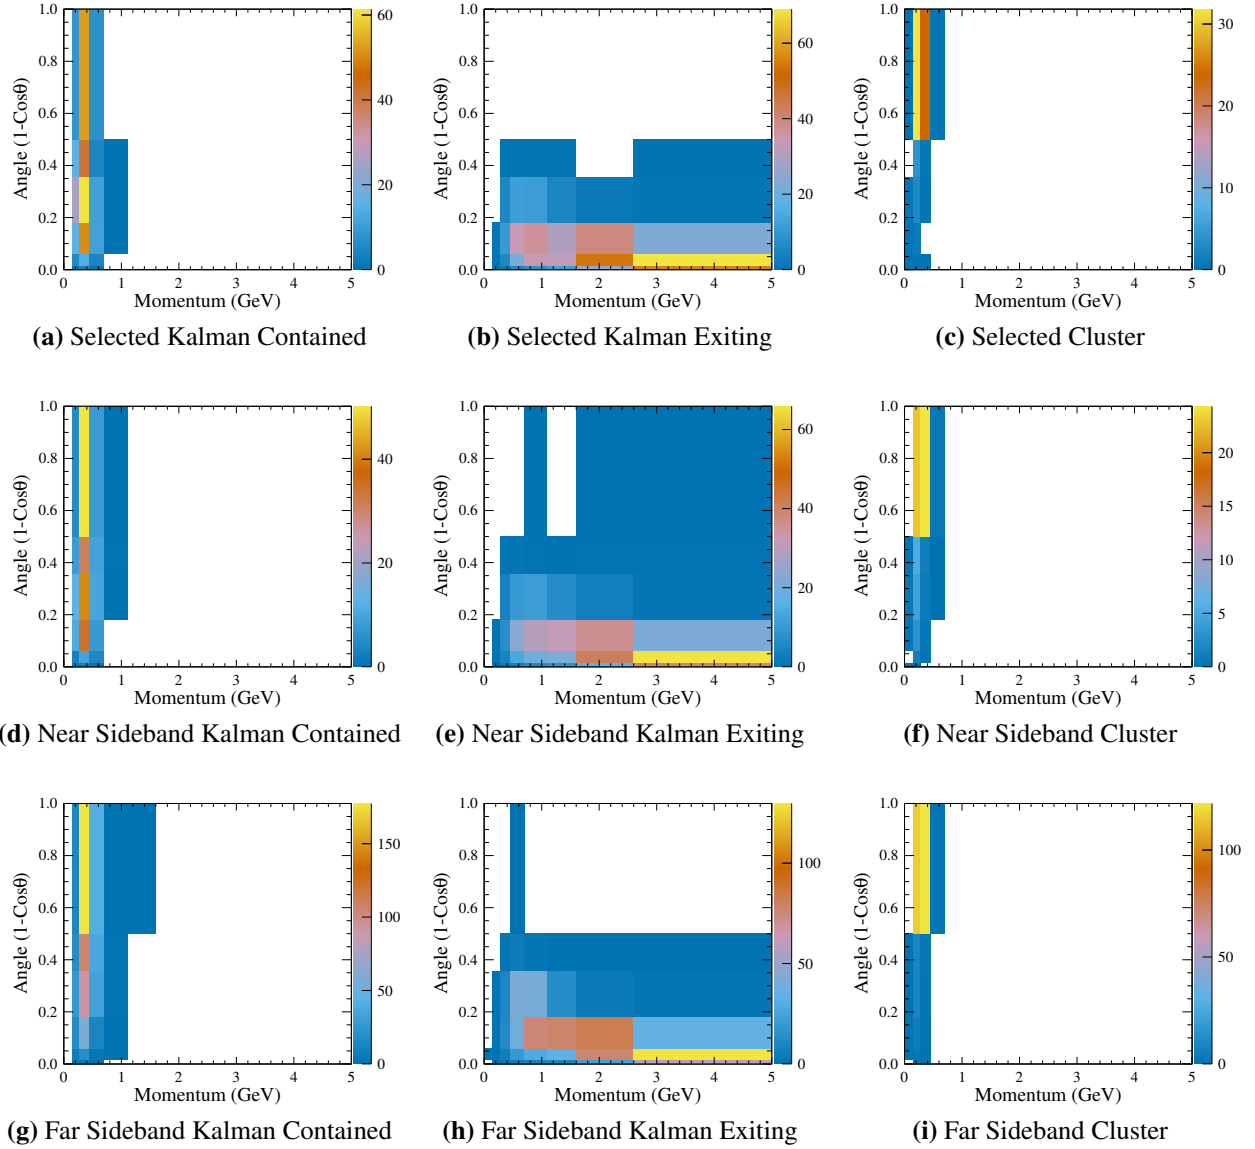 1.0
0.8
0.6
0.4
0.2
0.0
Angle (1-Cosθ)
0 1 2 3 4 5
Momentum (GeV)
60
40
20
0
(a) Selected Kalman Contained
1.0
0.8
0.6
0.4
0.2
0.0
Angle (1-Cosθ)
0 1 2 3 4 5
Momentum (GeV)
60
40
20
0
(b) Selected Kalman Exiting
1.0
0.8
0.6
0.4
0.2
0.0
Angle (1-Cosθ)
0 1 2 3 4 5
Momentum (GeV)
30
20
10
0
(c) Selected Cluster
1.0
0.8
0.6
0.4
0.2
0.0
Angle (1-Cosθ)
0 1 2 3 4 5
Momentum (GeV)
40
20
0
(d) Near Sideband Kalman Contained
1.0
0.8
0.6
0.4
0.2
0.0
Angle (1-Cosθ)
0 1 2 3 4 5
Momentum (GeV)
60
40
20
0
(e) Near Sideband Kalman Exiting
1.0
0.8
0.6
0.4
0.2
0.0
Angle (1-Cosθ)
0 1 2 3 4 5
Momentum (GeV)
20
15
10
5
0
(f) Near Sideband Cluster
1.0
0.8
0.6
0.4
0.2
0.0
Angle (1-Cosθ)
0 1 2 3 4 5
Momentum (GeV)
150
100
50
0
(g) Far Sideband Kalman Contained
1.0
0.8
0.6
0.4
0.2
0.0
Angle (1-Cosθ)
0 1 2 3 4 5
Momentum (GeV)
100
50
0
(h) Far Sideband Kalman Exiting
1.0
0.8
0.6
0.4
0.2
0.0
Angle (1-Cosθ)
0 1 2 3 4 5
Momentum (GeV)
100
50
0
(i) Far Sideband Cluster